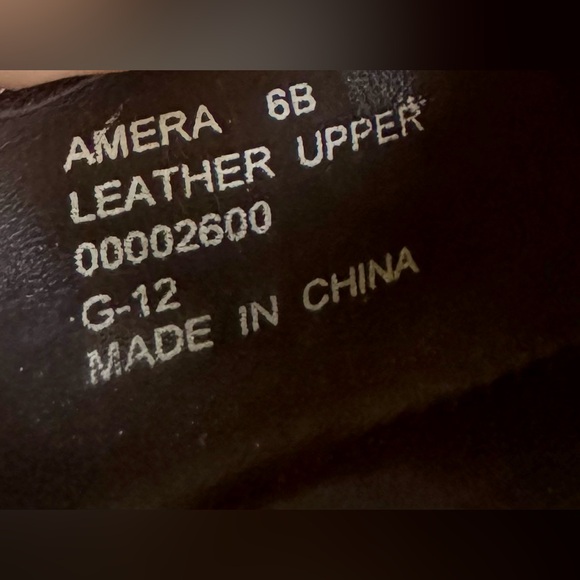 AMERA 6B
LEATHER UPPER
00002600
G-12
MADE IN CHINA